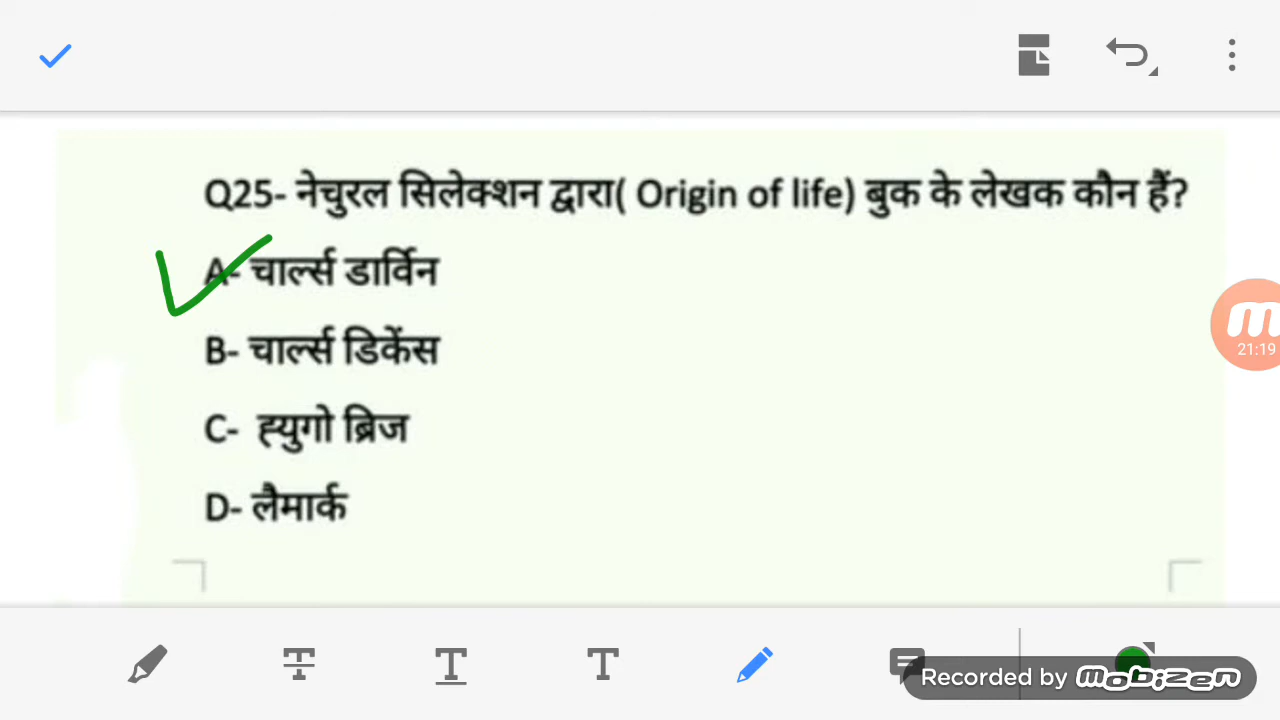 Q25- नेचुरल सिलेक्शन द्वारा( Origin of life) बुक के लेखक कौन हैं?
A- चार्ल्स डार्विन
B- चार्ल्स डिकेंस
C- ह्युगो ब्रिज
D- लैमार्क
21:19
T T T
Recorded by mobizen